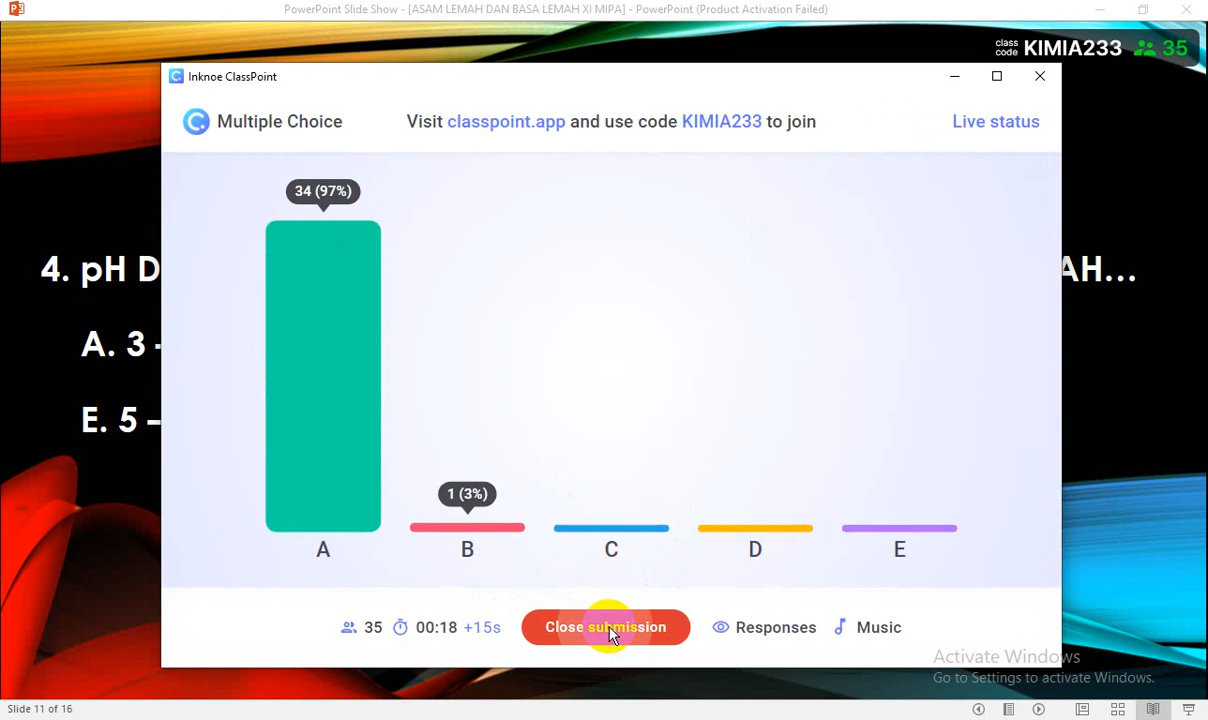 PowerPoint Slide Show - [ASAM LEMAH DAN BASA LEMAH XI MIPA] - PowerPoint (Product Activation Failed)
class code KIMIA233 35
Inknoe ClassPoint
Multiple Choice
Visit classpoint.app and use code KIMIA233 to join
Live status
34 (97%)
4. pH D
AH...
A. 3 -
E. 5 –
1 (3%)
A B C D E
35 00:18 +15s Close submission Responses Music
Activate Windows
Go to Settings to activate Windows.
Slide 11 of 16